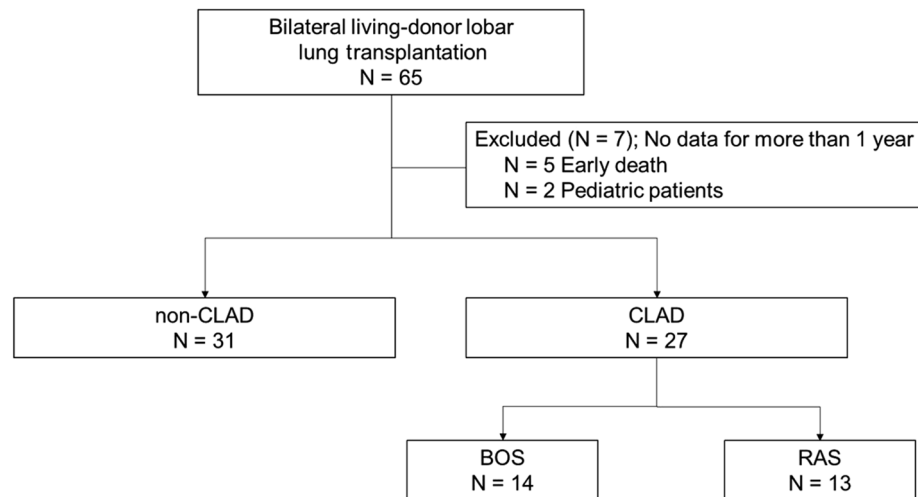 Bilateral living-donor lobar
lung transplantation
N = 65
Excluded (N = 7); No data for more than 1 year
N = 5 Early death
N = 2 Pediatric patients
non-CLAD
N = 31
CLAD
N = 27
BOS
N = 14
RAS
N = 13